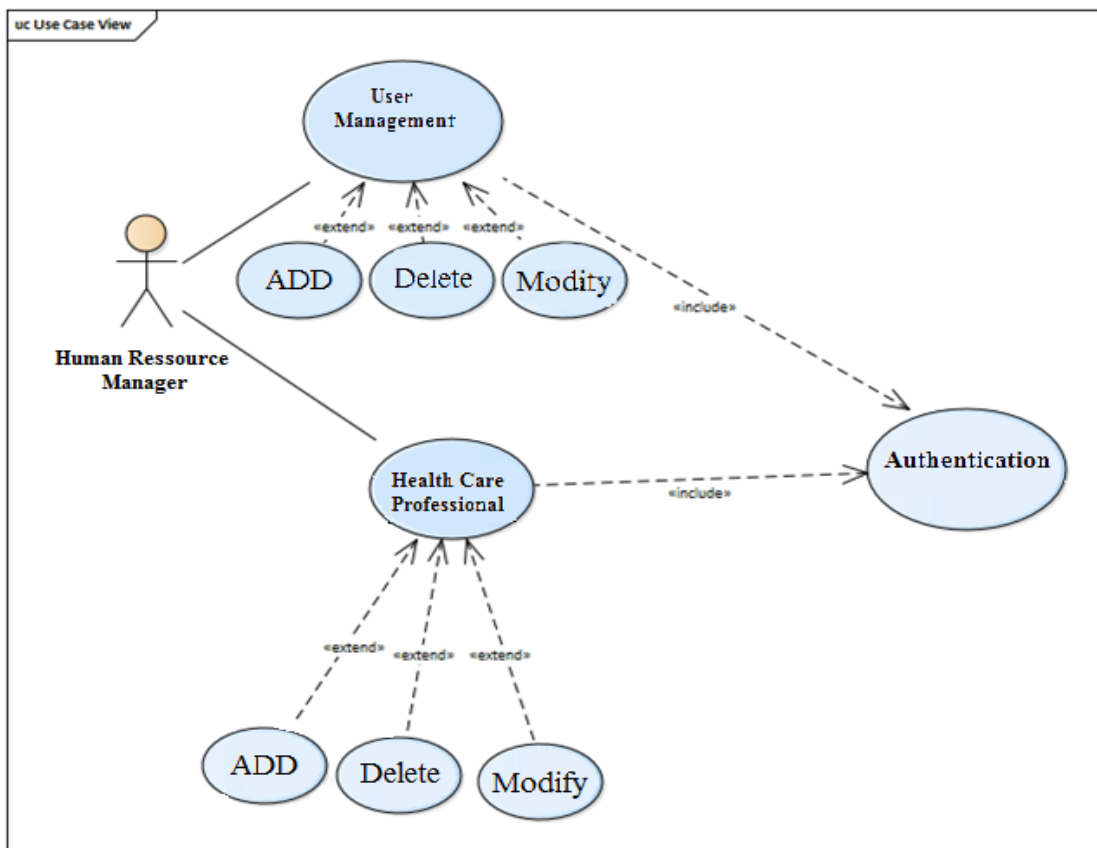 uc Use Case View
User
Management
«extend»
«extend»
«extend»
ADD
Delete
Modify
«include»
Human Ressource
Manager
Authentication
Health Care
Professional
«include»
«extend»
«extend»
«extend»
ADD
Delete
Modify